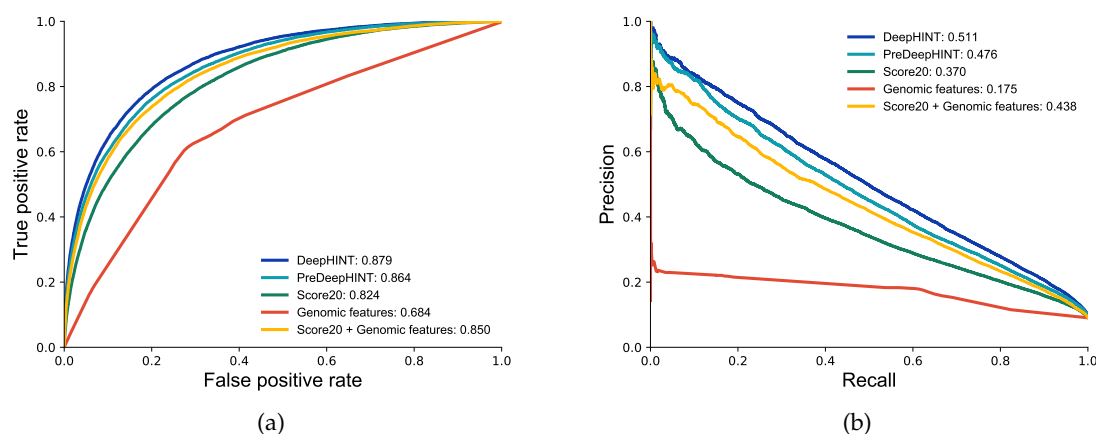 1.0
0.8
0.6
0.4
0.2
0.0
0.0 0.2 0.4 0.6 0.8 1.0
True positive rate
False positive rate
DeepHINT: 0.879
PreDeepHINT: 0.864
Score20: 0.824
Genomic features: 0.684
Score20 + Genomic features: 0.850
(a)
1.0
0.8
0.6
0.4
0.2
0.0
0.0 0.2 0.4 0.6 0.8 1.0
Precision
Recall
DeepHINT: 0.511
PreDeepHINT: 0.476
Score20: 0.370
Genomic features: 0.175
Score20 + Genomic features: 0.438
(b)